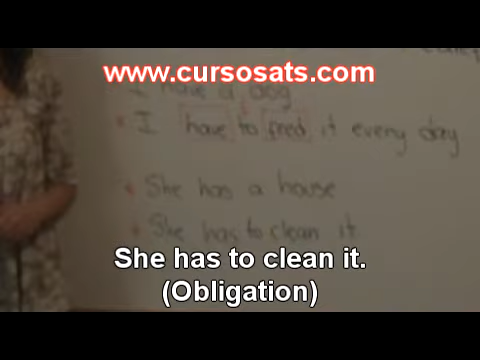 www.cursosats.com
I have a dog
I have to feed it every day
She has a house
She has to clean it
She has to clean it.
(Obligation)